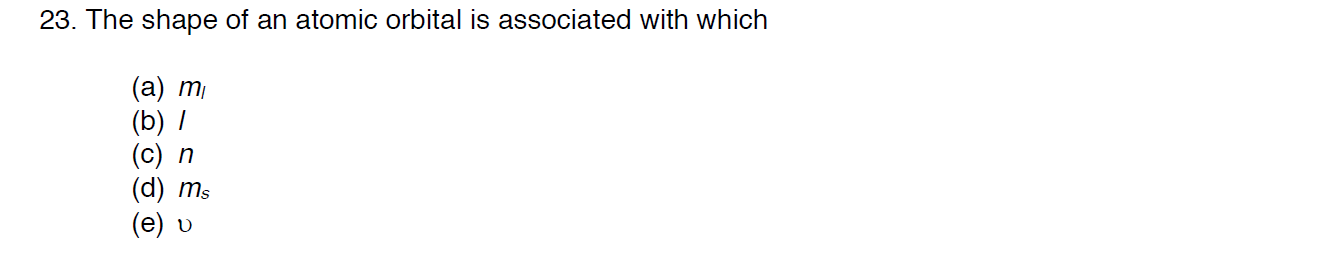 23. The shape of an atomic orbital is associated with which
(a) mₗ
(b) l
(c) n
(d) mₛ
(e) υ